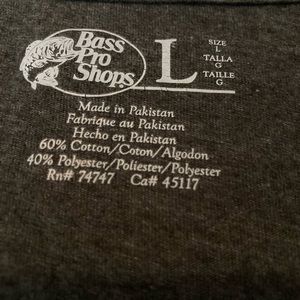 Bass
Pro
Shops
L
SIZE
L
TALLA
G
TAILLE
G
Made in Pakistan
Fabrique au Pakistan
Hecho en Pakistan
60% Cotton/Coton/Algodon
40% Polyester/Poliester/Polyester
Rn# 74747 Ca# 45117